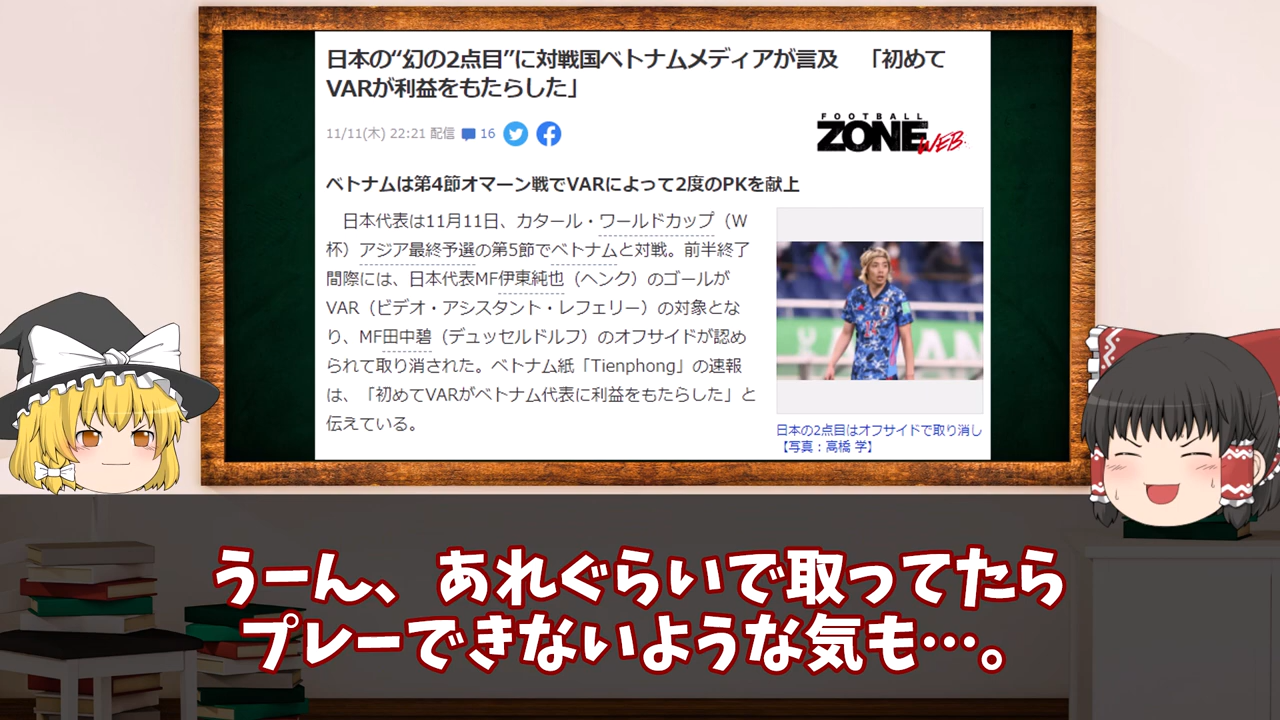 日本の“幻の2点目”に対戦国ベトナムメディアが言及　「初めて
VARが利益をもたらした」
11/11(木) 22:21 配信 16
FOOTBALL
ZONE WEB
ベトナムは第4節オマーン戦でVARによって2度のPKを献上
日本代表は11月11日、カタール・ワールドカップ（W
杯）アジア最終予選の第5節でベトナムと対戦。前半終了
間際には、日本代表MF伊東純也（ヘンク）のゴールが
VAR（ビデオ・アシスタント・レフェリー）の対象とな
り、MF田中碧（デュッセルドルフ）のオフサイドが認め
られて取り消された。ベトナム紙「Tienphong」の速報
は、「初めてVARがベトナム代表に利益をもたらした」と
伝えている。
日本の2点目はオフサイドで取り消し
【写真：高橋 学】
うーん、あれぐらいで取ってたら
プレーできないような気も…。